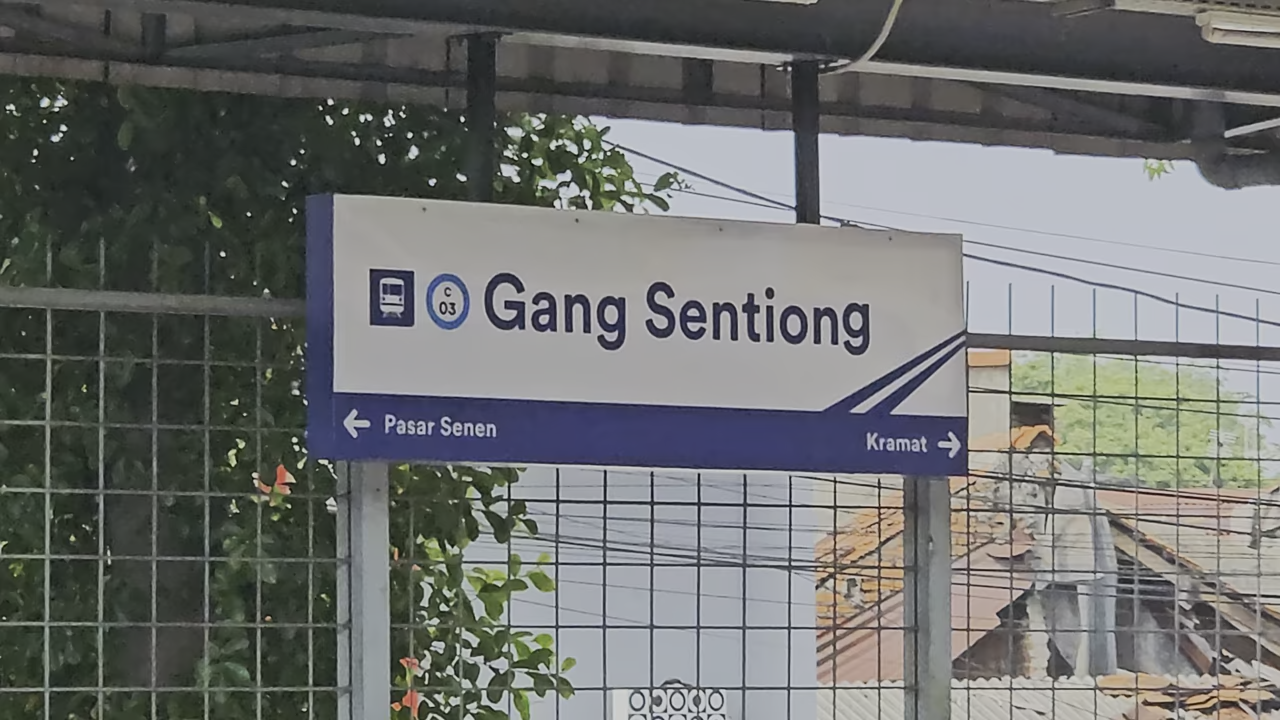 C
03
Gang Sentiong
← Pasar Senen
Kramat →